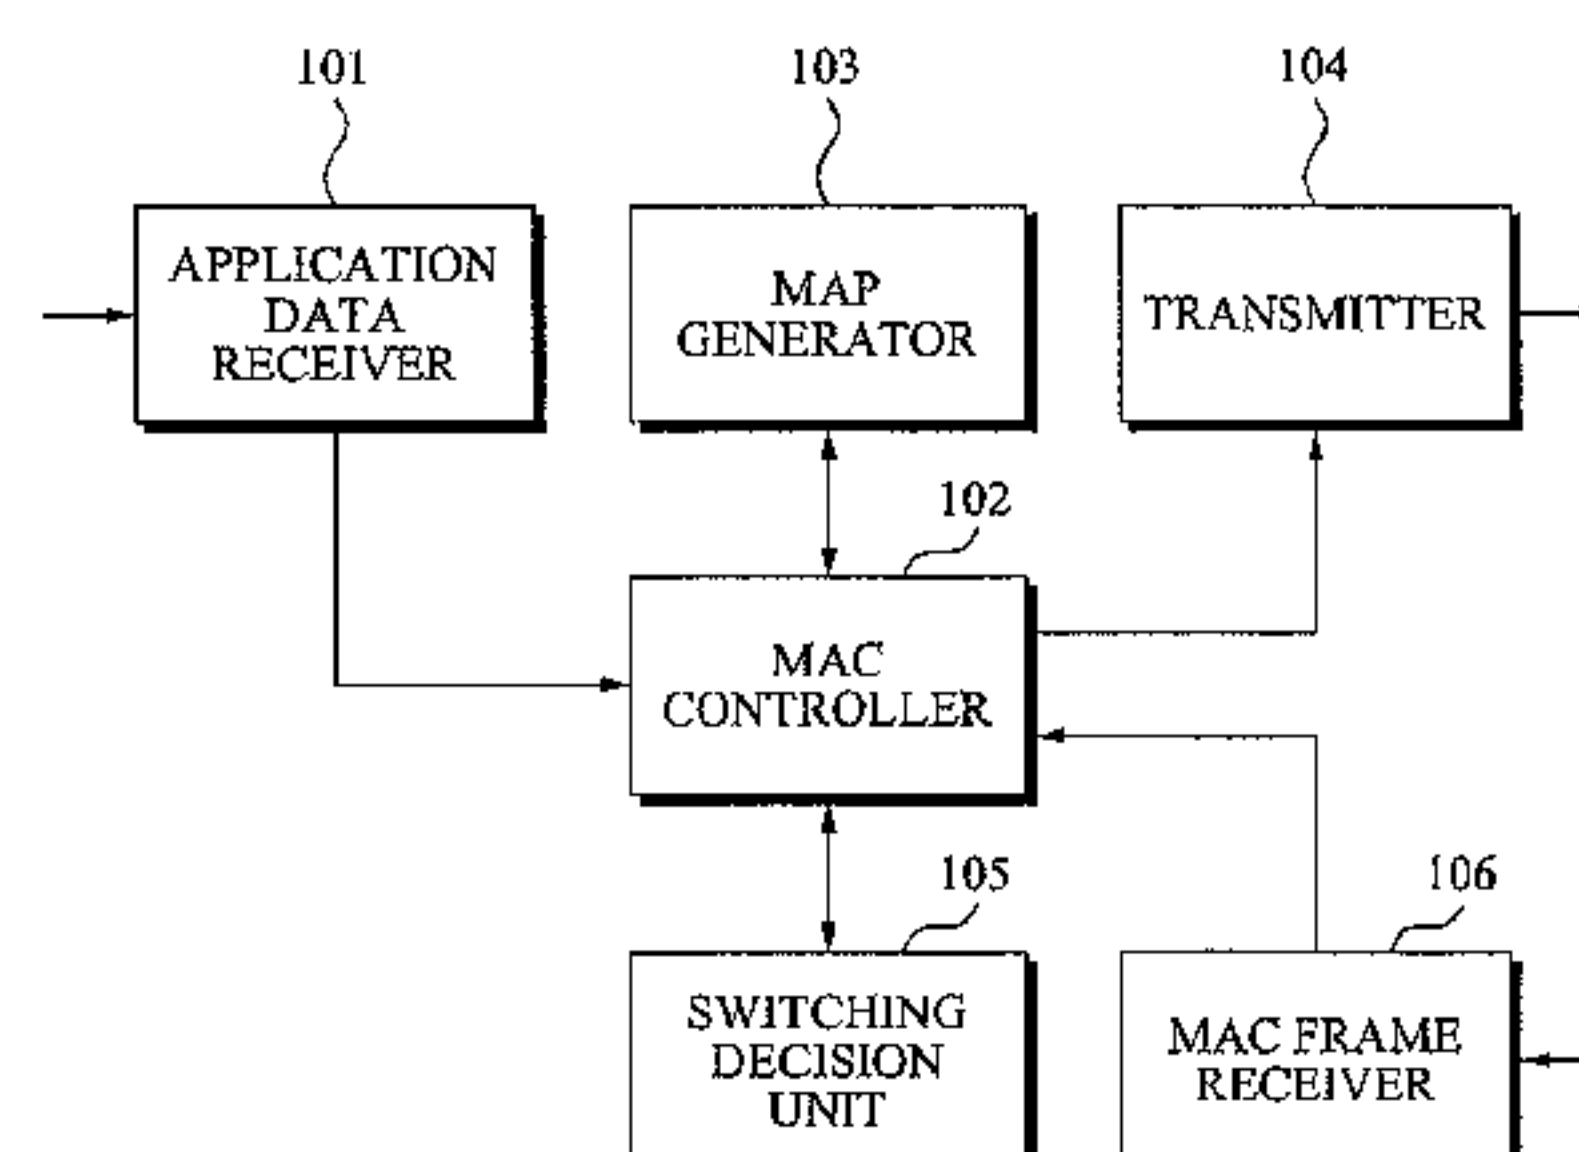 101
103
104
APPLICATION
DATA
RECEIVER
MAP
GENERATOR
TRANSMITTER
102
MAC
CONTROLLER
105
106
SWITCHING
DECISION
UNIT
MAC FRAME
RECEIVER